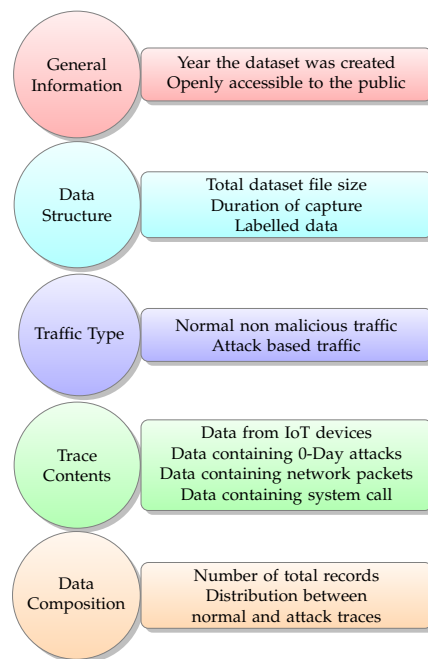 General
Information
Year the dataset was created
Openly accessible to the public
Data
Structure
Total dataset file size
Duration of capture
Labelled data
Traffic Type
Normal non malicious traffic
Attack based traffic
Trace
Contents
Data from IoT devices
Data containing 0-Day attacks
Data containing network packets
Data containing system call
Data
Composition
Number of total records
Distribution between
normal and attack traces